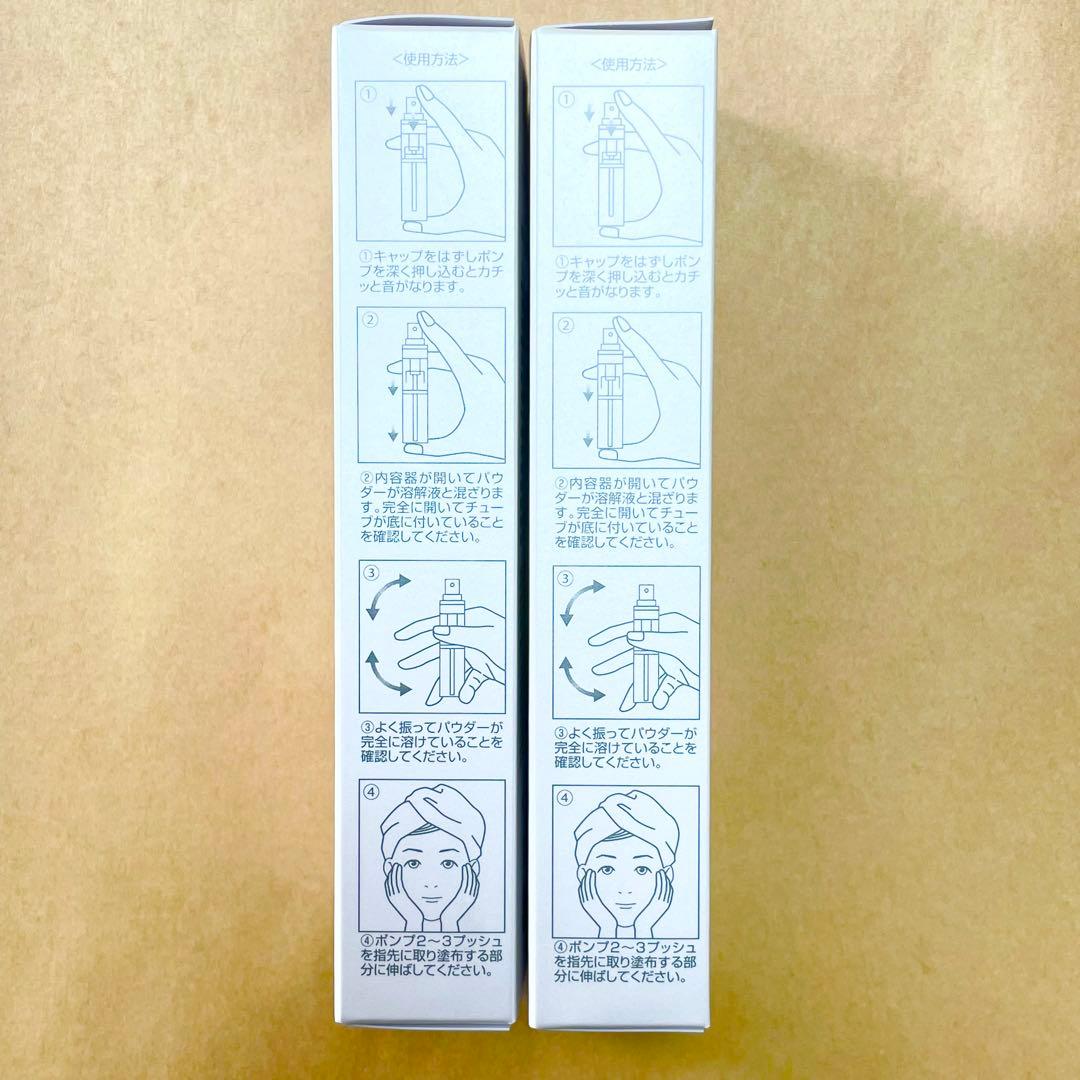 <使用方法>
①
①キャップをはずしポン
プを深く押し込むとカチ
ッと音がなります。
②
②内容器が開いてパウ
ダーが溶解液と混ざりま
す。完全に開いてチュー
ブが底に付いていること
を確認してください。
③
③よく振ってパウダーが
完全に溶けていることを
確認してください。
④
④ポンプ2〜3プッシュ
を指先に取り塗布する部
分に伸ばしてください。
<使用方法>
①
①キャップをはずしポン
プを深く押し込むとカチ
ッと音がなります。
②
②内容器が開いてパウ
ダーが溶解液と混ざりま
す。完全に開いてチュー
ブが底に付いていること
を確認してください。
③
③よく振ってパウダーが
完全に溶けていることを
確認してください。
④
④ポンプ2〜3プッシュ
を指先に取り塗布する部
分に伸ばしてください。